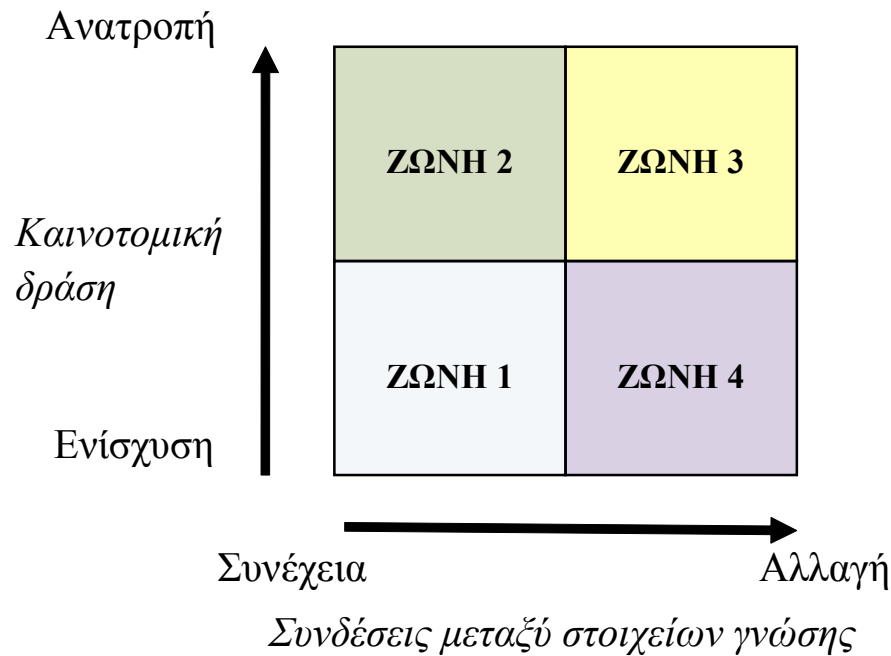 Ανατροπή
ΖΩΝΗ 2
ΖΩΝΗ 3
Καινοτομική
δράση
ΖΩΝΗ 1
ΖΩΝΗ 4
Ενίσχυση
Συνέχεια
Αλλαγή
Συνδέσεις μεταξύ στοιχείων γνώσης